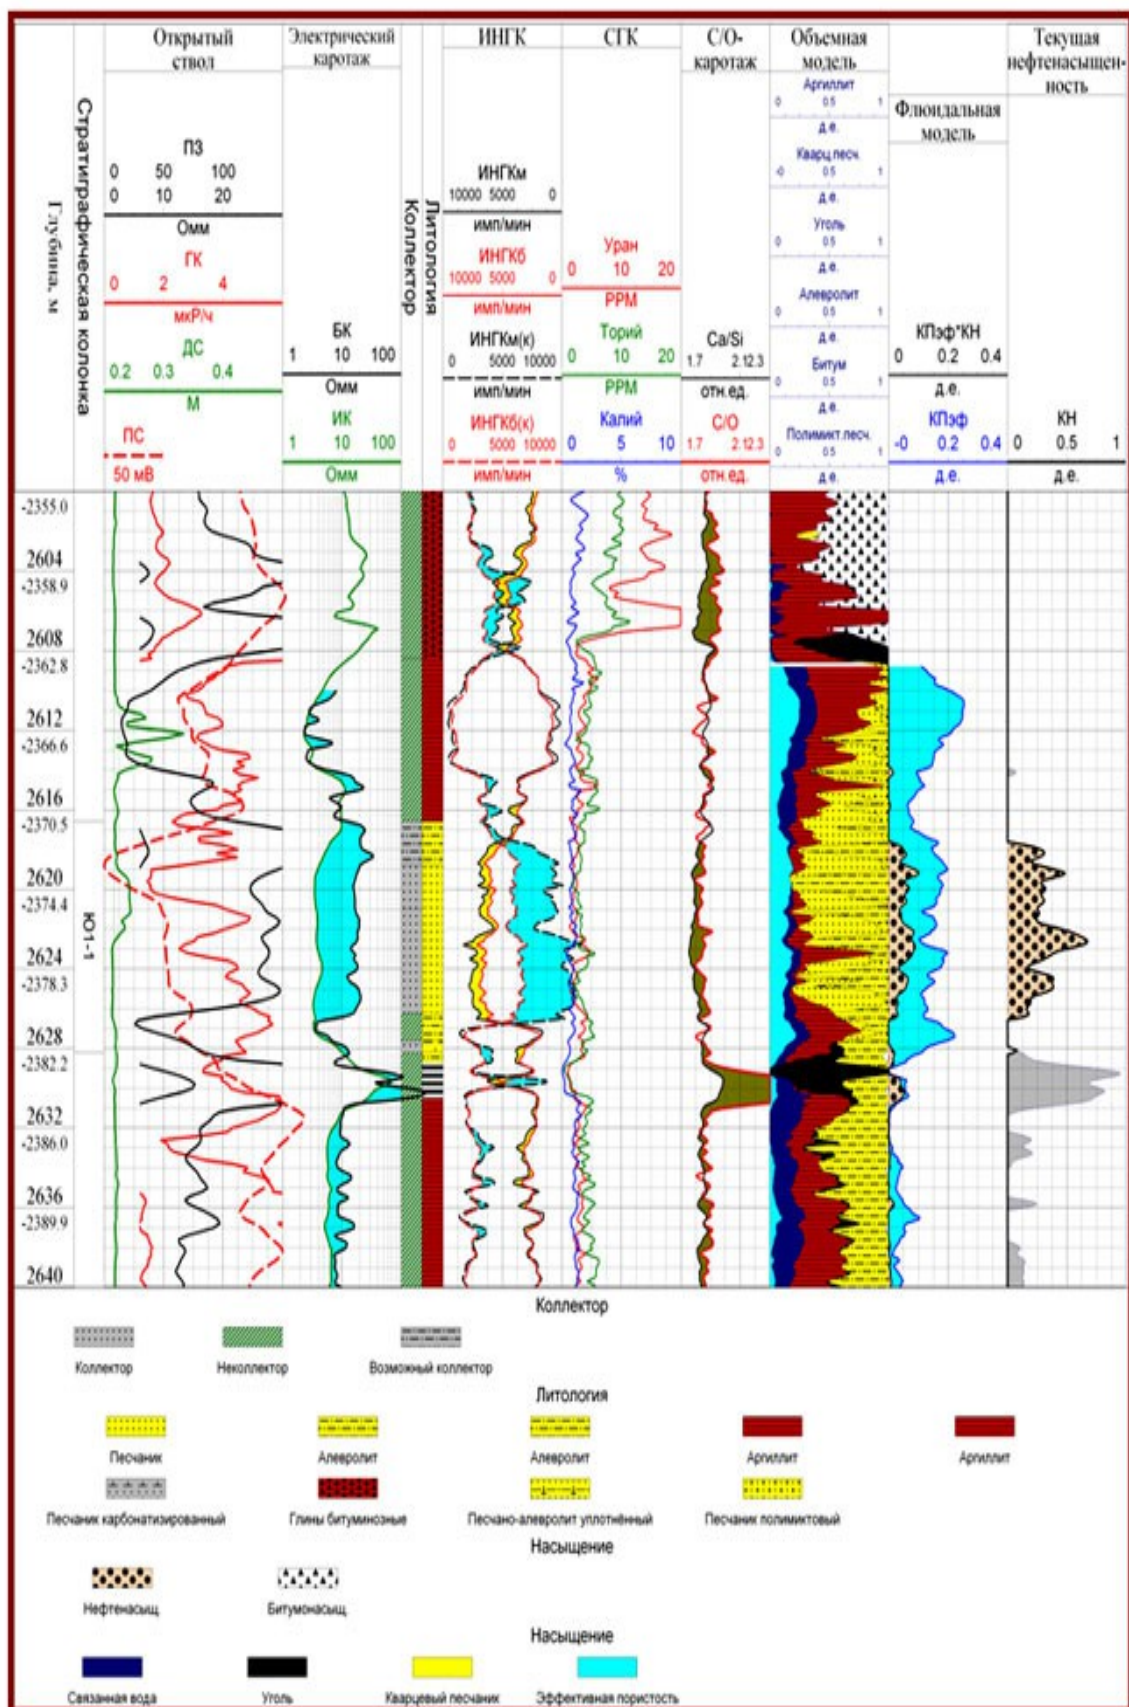 Глубина, м
Стратиграфическая колонка
Открытый
ствол
ПЗ
0 50 100
0 10 20
Омм
ГК
0 2 4
мкР/ч
ДС
0.2 0.3 0.4
М
ПС
50 мВ
Электрический
каротаж
БК
1 10 100
Омм
ИК
1 10 100
Омм
Коллектор
Литология
ИНГК
ИНГКм
10000 5000 0
имп/мин
ИНГКб
10000 5000 0
имп/мин
ИНГКм(к)
0 5000 10000
имп/мин
ИНГКб(к)
0 5000 10000
имп/мин
СГК
Уран
0 10 20
PPM
Торий
0 10 20
PPM
Калий
0 5 10
%
С/О-
каротаж
Ca/Si
1.7 2.12.3
отн.ед.
С/О
1.7 2.12.3
отн.ед.
Объемная
модель
Аргиллит
0 0.5 1
д.е.
Кварц.песч.
-0 0.5 1
д.е.
Уголь
0 0.5 1
д.е.
Алевролит
0 0.5 1
д.е.
Битум
0 0.5 1
д.е.
Полимикт.песч.
0 0.5 1
д.е.
Флюидальная
модель
КПэф*КН
0 0.2 0.4
д.е.
КПэф
-0 0.2 0.4
д.е.
Текущая
нефтенасыщен-
ность
КН
0 0.5 1
д.е.
-2355.0
2604
-2358.9
2608
-2362.8
2612
-2366.6
2616
-2370.5
2620
-2374.4
2624
-2378.3
2628
-2382.2
2632
-2386.0
2636
-2389.9
2640
Ю1-1
Коллектор
Коллектор Неколлектор Возможный коллектор
Литология
Песчаник Алевролит Алевролит Аргиллит Аргиллит
Песчаник карбонатизированный Глины битуминозные Песчано-алевролит уплотнённый Песчаник полимиктовый
Насыщение
Нефтенасыщ. Битумонасыщ.
Насыщение
Связанная вода Уголь Кварцевый песчаник Эффективная пористость